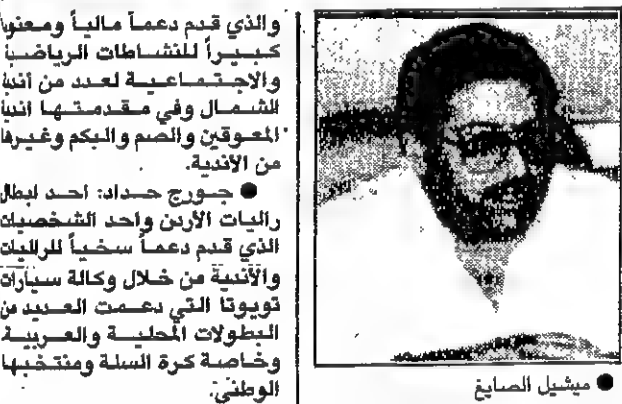 والذي قدم دعماً مالياً ومعنوياً
كبيراً للنشاطات الرياضية
والاجتماعية لعدد من أندية
الشمال وفي مقدمتها اندية
المعوقين والصم والبكم وغيرها
من الأندية.
● جورج حداد: احد ابطال
راليات الأردن واحد الشخصيات
الذي قدم دعماً سخياً للراليات
والأندية من خلال وكالة سيارات
تويوتا التي دعمت العديد من
البطولات المحلية والعربية
وخاصة كرة السلة ومنتخبها
الوطني.
● ميشيل الصايغ